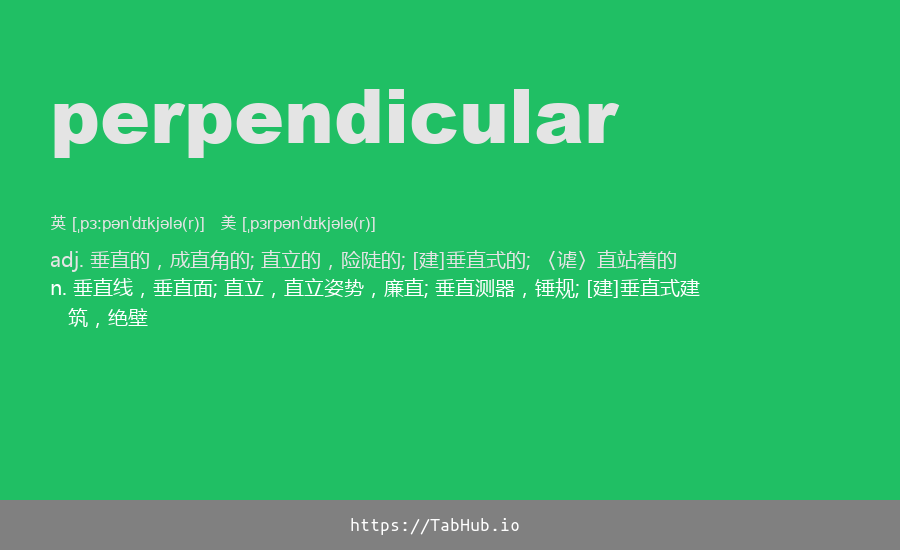 perpendicular
英 [ˌpɜːpənˈdɪkjələ(r)] 美 [ˌpɜrpənˈdɪkjələ(r)]
adj. 垂直的，成直角的; 直立的，险陡的; [建]垂直式的; 〈谑〉直站着的
n. 垂直线，垂直面; 直立，直立姿势，廉直; 垂直测器，锤规; [建]垂直式建
筑，绝壁
https://TabHub.io